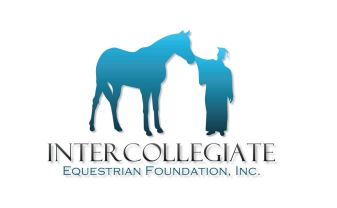 INTERCOLLEGIATE
EQUESTRIAN FOUNDATION, INC.